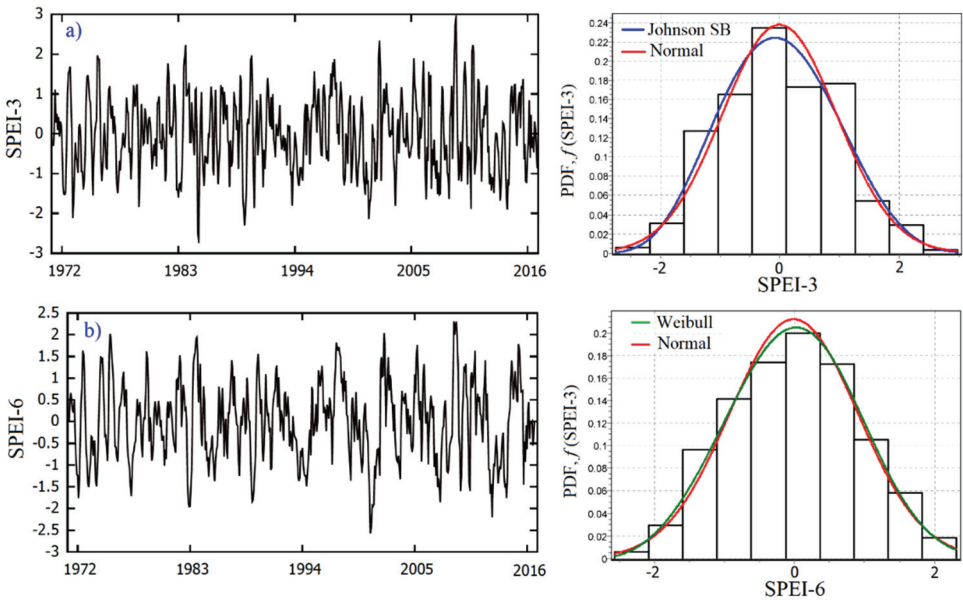 a)
SPEI-3
3
2
1
0
-1
-2
-3
1972 1983 1994 2005 2016
Johnson SB
Normal
PDF, f (SPEI-3)
0.24
0.22
0.2
0.18
0.16
0.14
0.12
0.1
0.08
0.06
0.04
0.02
0
-2 0 2
SPEI-3
b)
SPEI-6
2.5
2
1.5
1
0.5
0
-0.5
-1
-1.5
-2
-2.5
-3
1972 1983 1994 2005 2016
Weibull
Normal
PDF, f (SPEI-3)
0.2
0.18
0.16
0.14
0.12
0.1
0.08
0.06
0.04
0.02
0
-2 0 2
SPEI-6